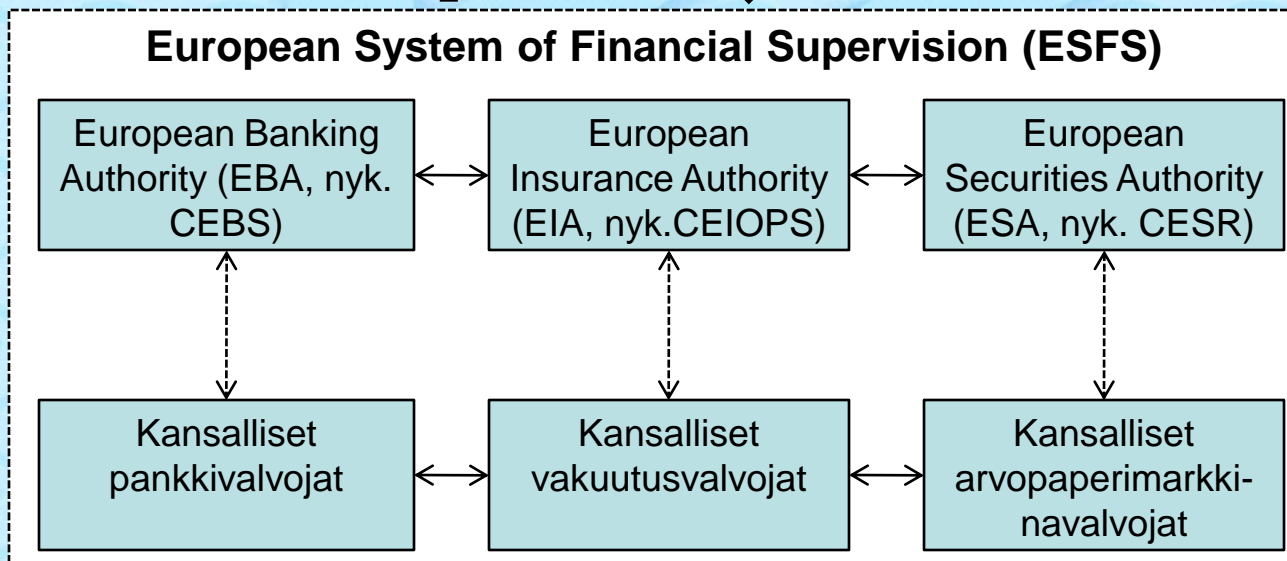 European System of Financial Supervision (ESFS)
European Banking
Authority (EBA, nyk.
CEBS)
European
Insurance Authority
(EIA, nyk.CEIOPS)
European
Securities Authority
(ESA, nyk. CESR)
Kansalliset
pankkivalvojat
Kansalliset
vakuutusvalvojat
Kansalliset
arvopaperimarkki-
navalvojat